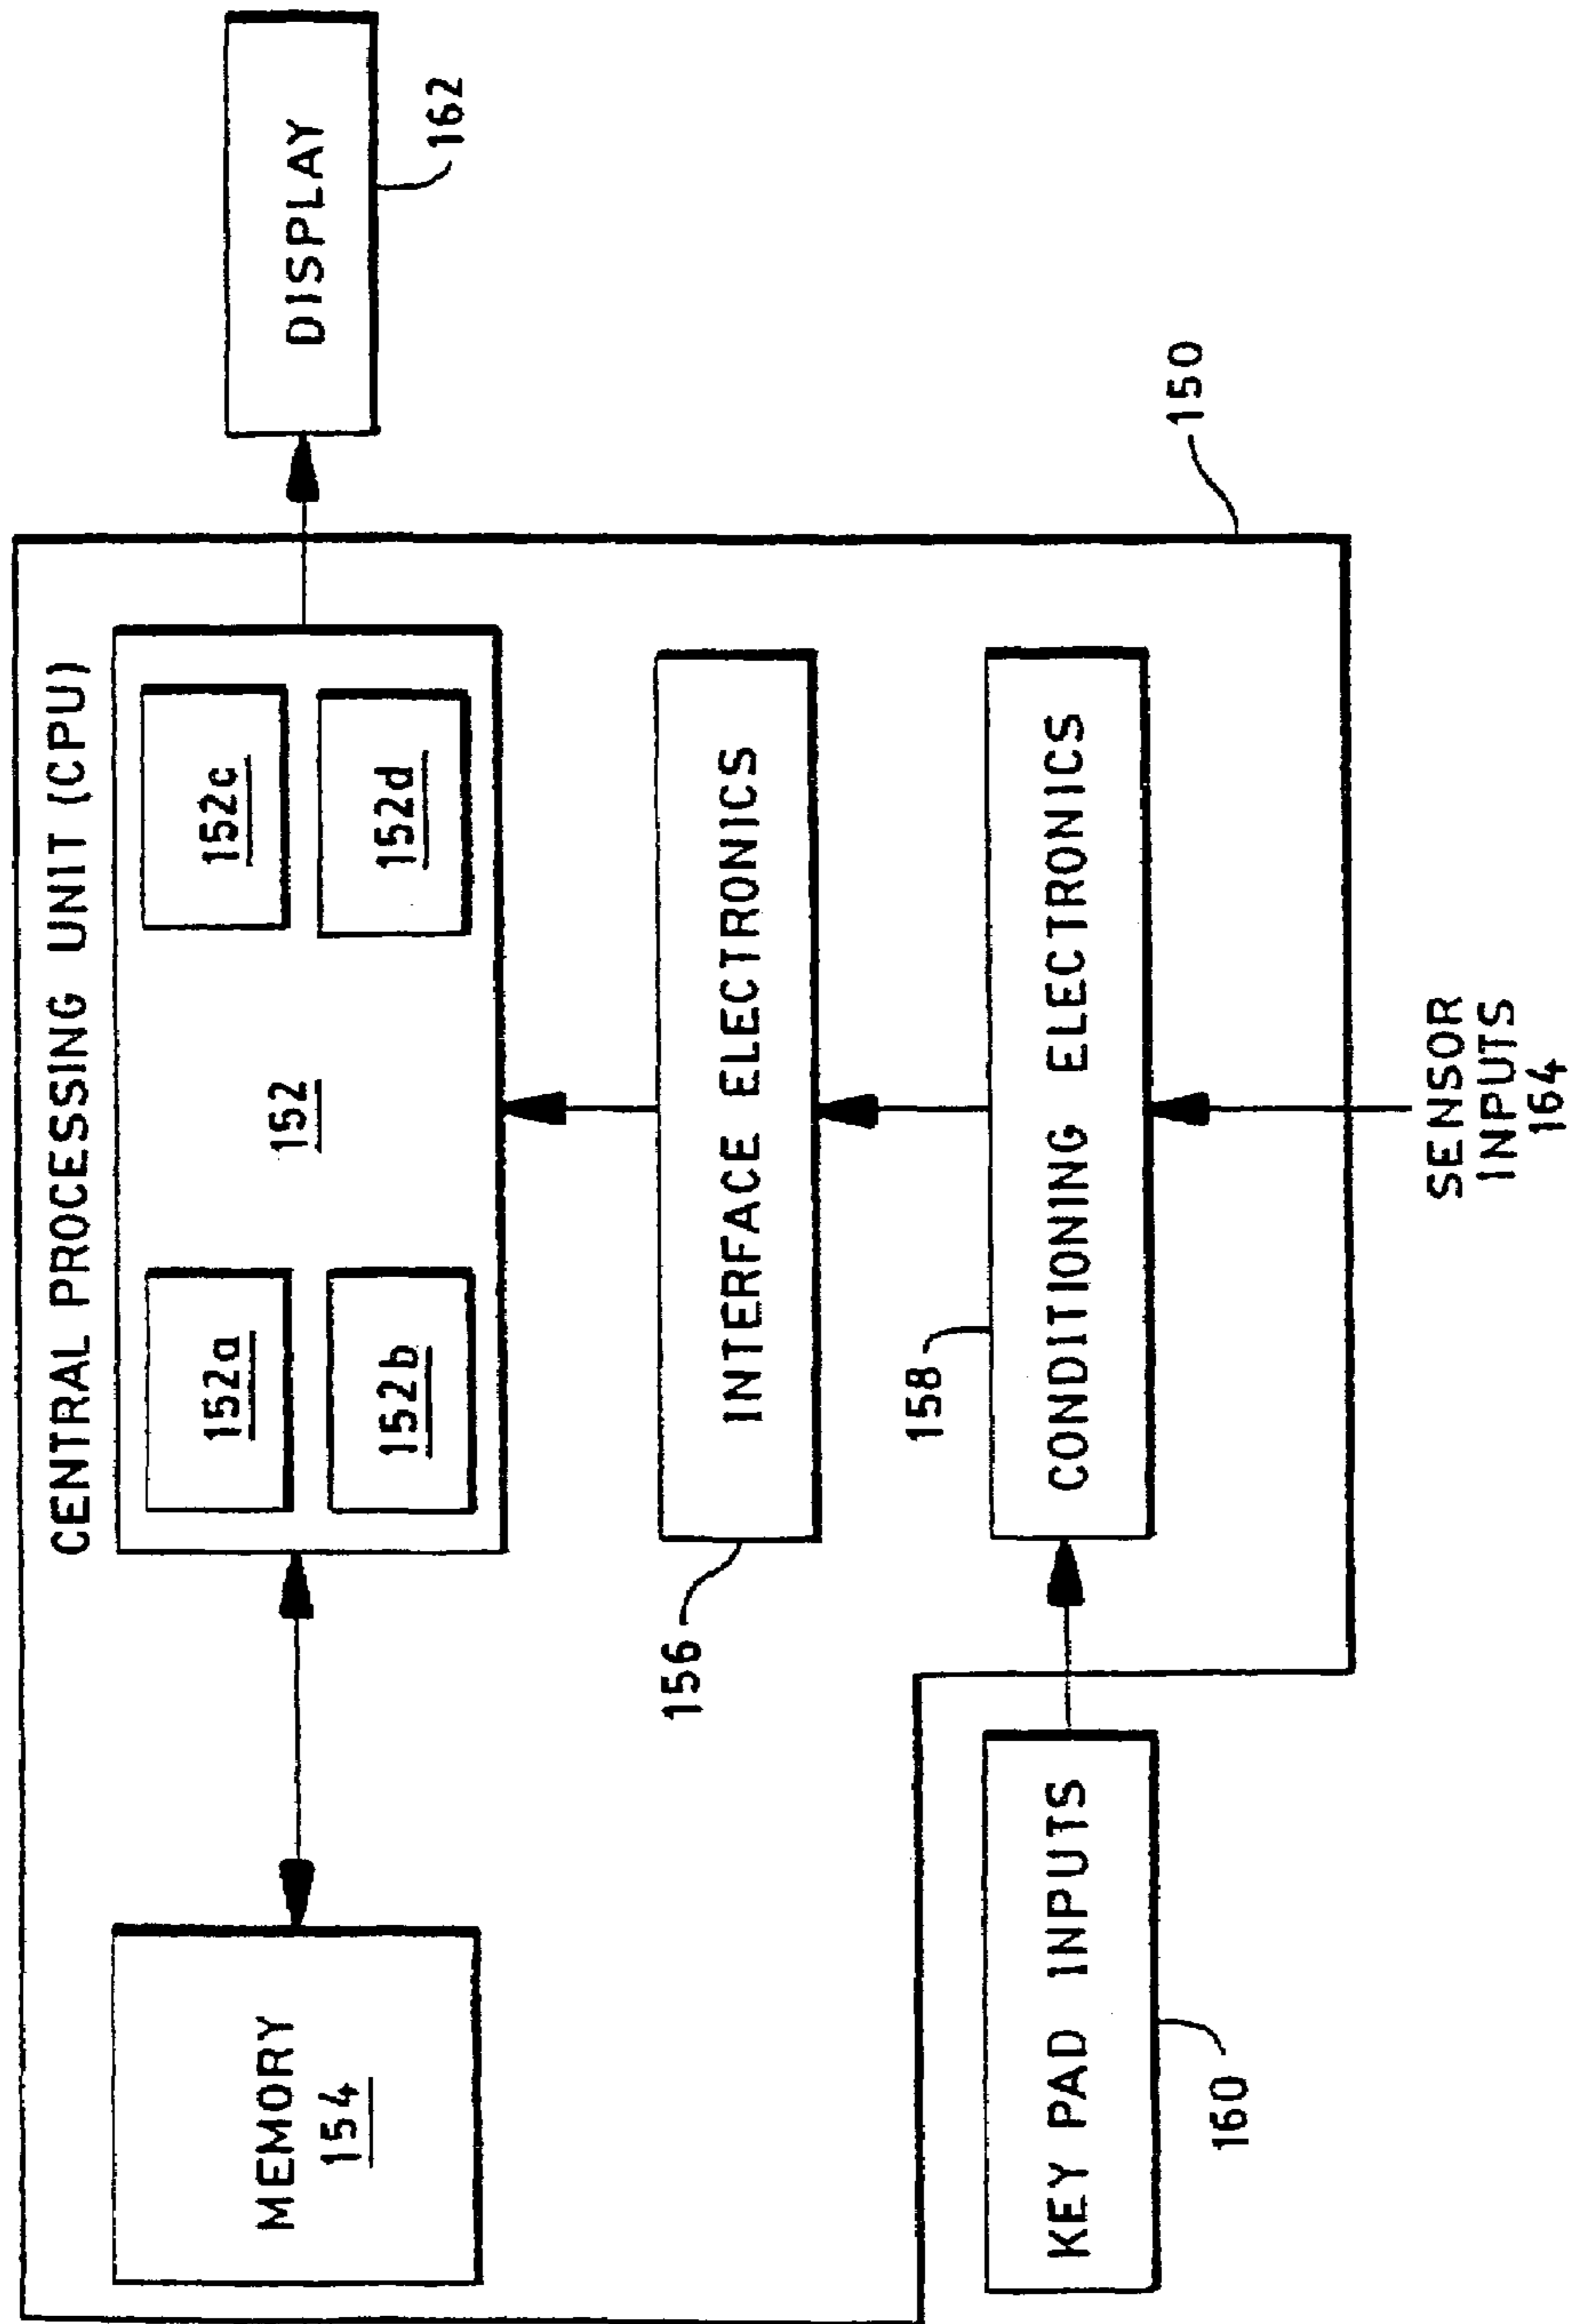 CENTRAL PROCESSING UNIT (CPU)
MEMORY
154
152a
152b
152
152c
152d
DISPLAY
162
156
INTERFACE ELECTRONICS
158
CONDITIONING ELECTRONICS
150
KEY PAD INPUTS
160
SENSOR
INPUTS
164